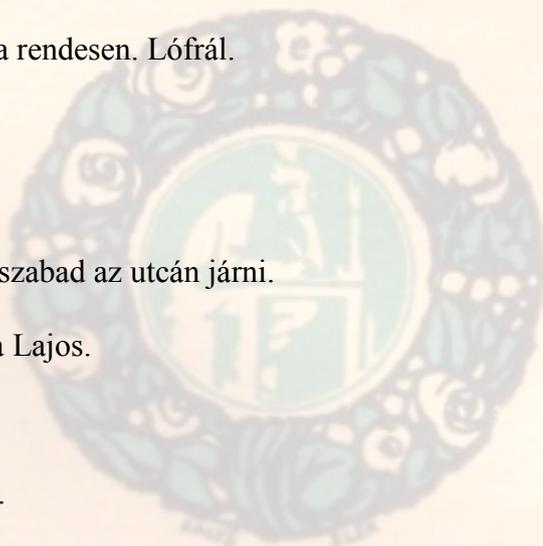 a rendesen. Lófrál.
szabad az utcán járni.
a Lajos.
.